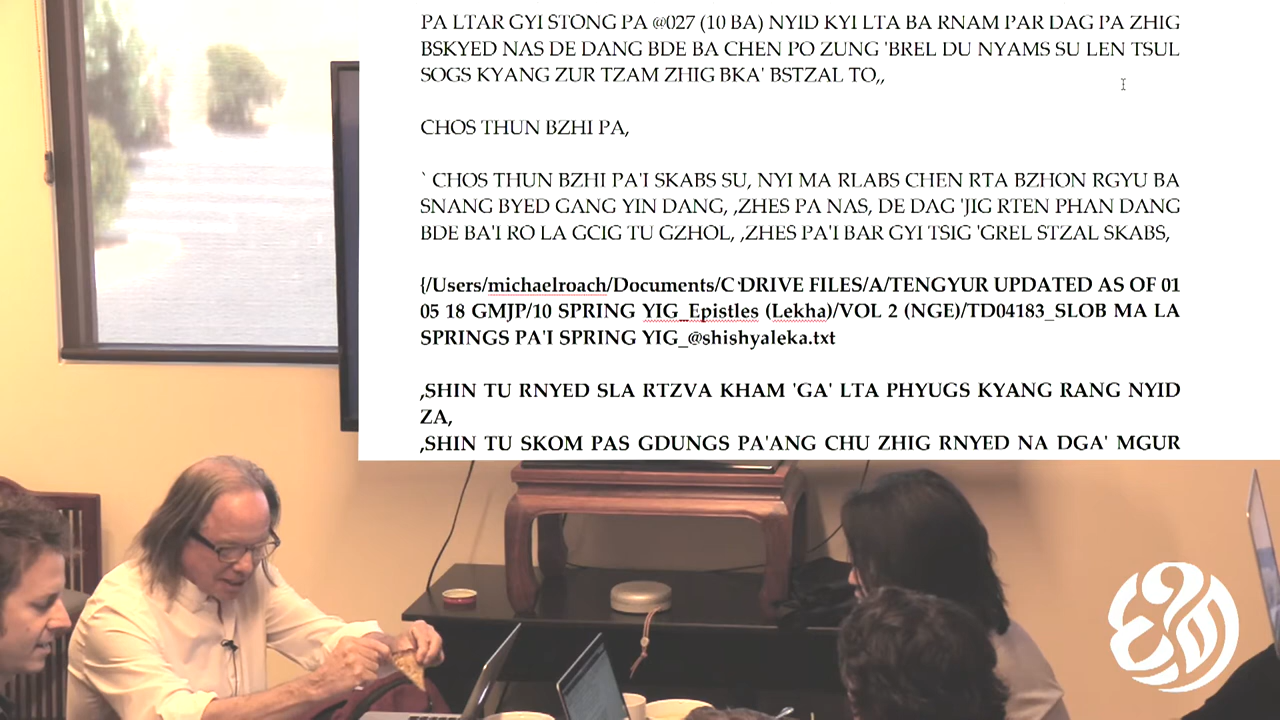 PA LTAR GYI STONG PA @027 (10 BA) NYID KYI LTA BA RNAM PAR DAG PA ZHIG
BSKYED NAS DE DANG BDE BA CHEN PO ZUNG 'BREL DU NYAMS SU LEN TSUL
SOGS KYANG ZUR TZAM ZHIG BKA' BSTZAL TO,,
CHOS THUN BZHI PA,
` CHOS THUN BZHI PA'I SKABS SU, NYI MA RLABS CHEN RTA BZHON RGYU BA
SNANG BYED GANG YIN DANG, ,ZHES PA NAS, DE DAG 'JIG RTEN PHAN DANG
BDE BA'I RO LA GCIG TU GZHOL, ,ZHES PA'I BAR GYI TSIG 'GREL STZAL SKABS,
{/Users/michaelroach/Documents/C DRIVE FILES/A/TENGYUR UPDATED AS OF 01
05 18 GMJP/10 SPRING YIG_Epistles (Lekha)/VOL 2 (NGE)/TD04183_SLOB MA LA
SPRINGS PA'I SPRING YIG_@shishyaleka.txt
,SHIN TU RNYED SLA RTZVA KHAM 'GA' LTA PHYUGS KYANG RANG NYID
ZA,
,SHIN TU SKOM PAS GDUNGS PA'ANG CHU ZHIG RNYED NA DGA' MGUR